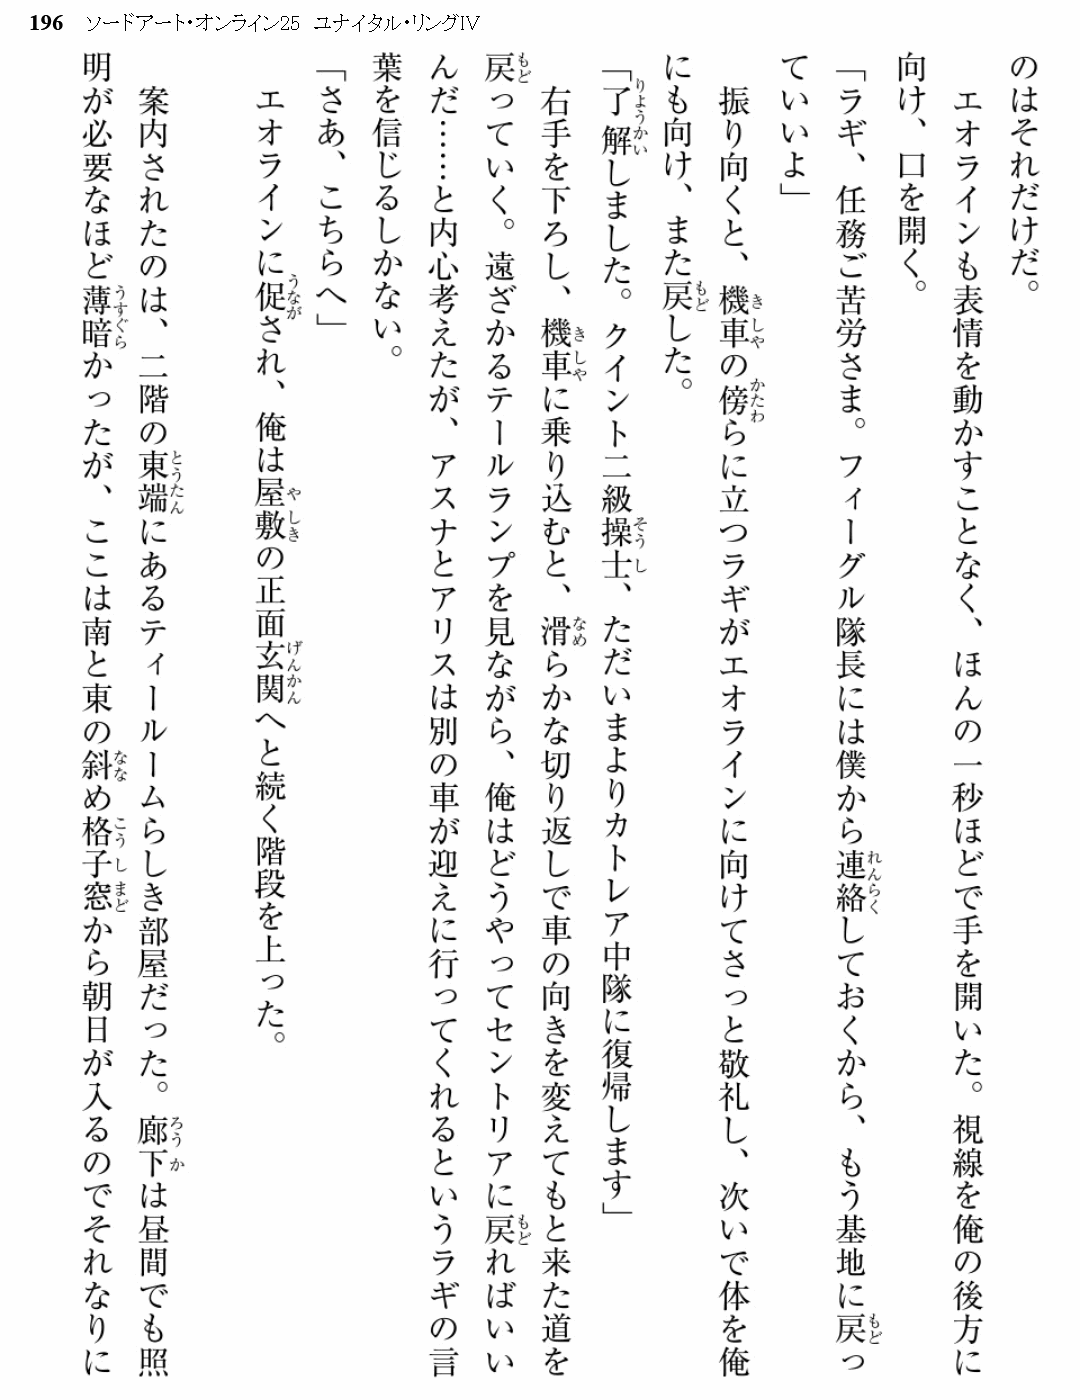 196 ソードアート・オンライン25 ユナイタル・リングIV
のはそれだけだ。
エオラインも表情を動かすことなく、ほんの一秒ほどで手を開いた。視線を俺の後方に
向け、口を開く。
「ラギ、任務ご苦労さま。フィーグル隊長には僕から連絡しておくから、もう基地に戻っ
ていいよ」
振り向くと、機車の傍らに立つラギがエオラインに向けてさっと敬礼し、次いで体を俺
にも向け、また戻した。
「了解しました。クイント二級操士、ただいまよりカトレア中隊に復帰します」
右手を下ろし、機車に乗り込むと、滑らかな切り返しで車の向きを変えてもと来た道を
戻っていく。遠ざかるテールランプを見ながら、俺はどうやってセントリアに戻ればいい
んだ……と内心考えたが、アスナとアリスは別の車が迎えに行ってくれるというラギの言
葉を信じるしかない。
「さあ、こちらへ」
エオラインに促され、俺は屋敷の正面玄関へと続く階段を上った。
案内されたのは、二階の東端にあるティールームらしき部屋だった。廊下は昼間でも照
明が必要なほど薄暗かったが、ここは南と東の斜め格子窓から朝日が入るのでそれなりに